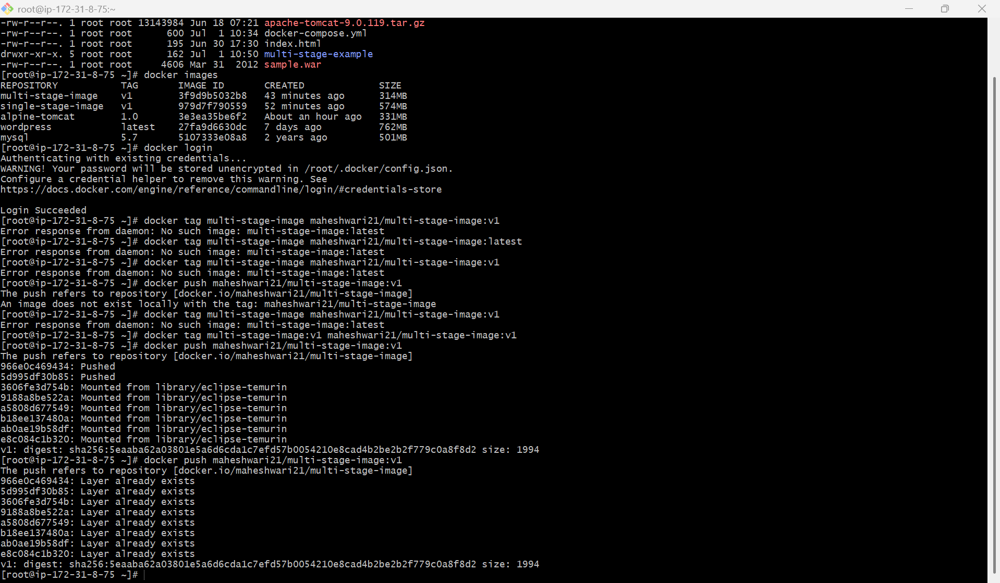 root@ip-172-31-8-75:~
-rw-r--r--. 1 root root 13143984 Jun 18 07:21 apache-tomcat-9.0.119.tar.gz
-rw-r--r--. 1 root root      600 Jul  1 10:34 docker-compose.yml
-rw-r--r--. 1 root root      195 Jun 30 17:30 index.html
drwxr-xr-x. 5 root root      162 Jul  1 10:50 multi-stage-example
-rw-r--r--. 1 root root     4606 Mar 31  2012 sample.war
[root@ip-172-31-8-75 ~]# docker images
REPOSITORY           TAG       IMAGE ID       CREATED             SIZE
multi-stage-image    v1        3f9d9b5032b8   43 minutes ago      314MB
single-stage-image   v1        979d7f790559   52 minutes ago      574MB
alpine-tomcat        1.0       3e3ea35be6f2   About an hour ago   331MB
wordpress            latest    27fa9d6630dc   7 days ago          762MB
mysql                5.7       5107333e08a8   2 years ago         501MB
[root@ip-172-31-8-75 ~]# docker login
Authenticating with existing credentials...
WARNING! Your password will be stored unencrypted in /root/.docker/config.json.
Configure a credential helper to remove this warning. See
https://docs.docker.com/engine/reference/commandline/login/#credentials-store
Login Succeeded
[root@ip-172-31-8-75 ~]# docker tag multi-stage-image maheshwari21/multi-stage-image:v1
Error response from daemon: No such image: multi-stage-image:latest
[root@ip-172-31-8-75 ~]# docker tag multi-stage-image maheshwari21/multi-stage-image:latest
Error response from daemon: No such image: multi-stage-image:latest
[root@ip-172-31-8-75 ~]# docker tag multi-stage-image maheshwari21/multi-stage-image:v1
Error response from daemon: No such image: multi-stage-image:latest
[root@ip-172-31-8-75 ~]# docker push maheshwari21/multi-stage-image:v1
The push refers to repository [docker.io/maheshwari21/multi-stage-image]
An image does not exist locally with the tag: maheshwari21/multi-stage-image
[root@ip-172-31-8-75 ~]# docker tag multi-stage-image maheshwari21/multi-stage-image:v1
Error response from daemon: No such image: multi-stage-image:latest
[root@ip-172-31-8-75 ~]# docker tag multi-stage-image:v1 maheshwari21/multi-stage-image:v1
[root@ip-172-31-8-75 ~]# docker push maheshwari21/multi-stage-image:v1
The push refers to repository [docker.io/maheshwari21/multi-stage-image]
966e0c469434: Pushed
5d995df30b85: Pushed
3606fe3d754b: Mounted from library/eclipse-temurin
9188a8be522a: Mounted from library/eclipse-temurin
a5808d677549: Mounted from library/eclipse-temurin
b18ee137480a: Mounted from library/eclipse-temurin
ab0ae19b58df: Mounted from library/eclipse-temurin
e8c084c1b320: Mounted from library/eclipse-temurin
v1: digest: sha256:5eaaba62a03801e5a6d6cda1c7efd57b0054210e8cad4b2be2b2f779c0a8f8d2 size: 1994
[root@ip-172-31-8-75 ~]# docker push maheshwari21/multi-stage-image:v1
The push refers to repository [docker.io/maheshwari21/multi-stage-image]
966e0c469434: Layer already exists
5d995df30b85: Layer already exists
3606fe3d754b: Layer already exists
9188a8be522a: Layer already exists
a5808d677549: Layer already exists
b18ee137480a: Layer already exists
ab0ae19b58df: Layer already exists
e8c084c1b320: Layer already exists
v1: digest: sha256:5eaaba62a03801e5a6d6cda1c7efd57b0054210e8cad4b2be2b2f779c0a8f8d2 size: 1994
[root@ip-172-31-8-75 ~]#